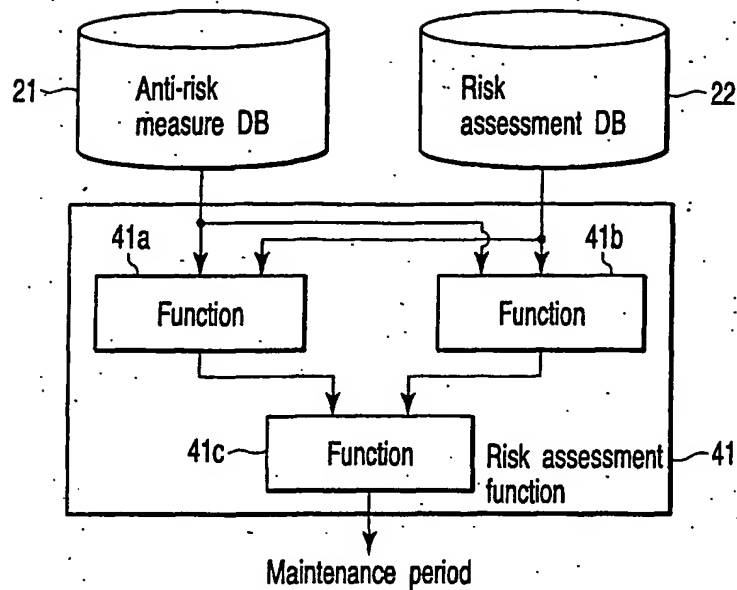 21
Anti-risk
measure DB
Risk
assessment DB
22
41a
41b
Function
Function
41c
Function
Risk assessment
function
41
Maintenance period